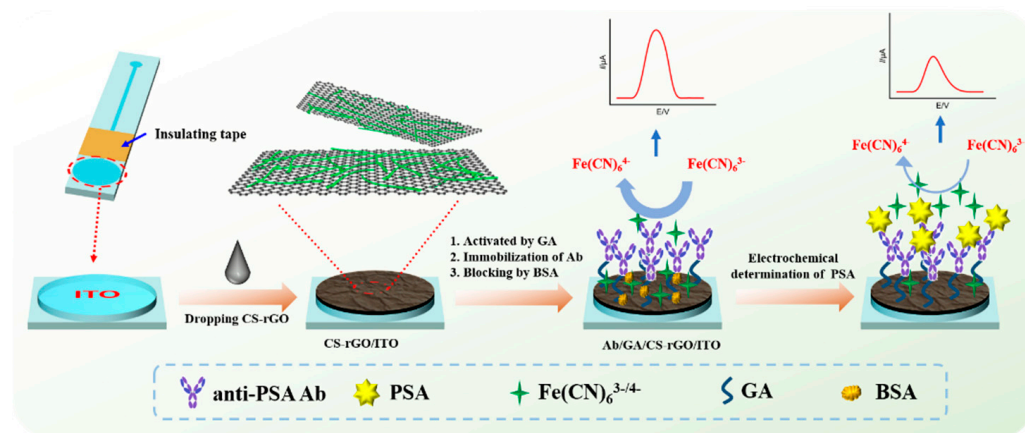 I/μA
E/V
I/μA
E/V
Insulating tape
Fe(CN)₆⁴⁻
Fe(CN)₆³⁻
Fe(CN)₆⁴⁻
Fe(CN)₆³⁻
ITO
Dropping CS-rGO
CS-rGO/ITO
1. Activated by GA
2. Immobilization of Ab
3. Blocking by BSA
Ab/GA/CS-rGO/ITO
Electrochemical
determination of PSA
anti-PSA Ab
PSA
Fe(CN)₆³⁻/⁴⁻
GA
BSA